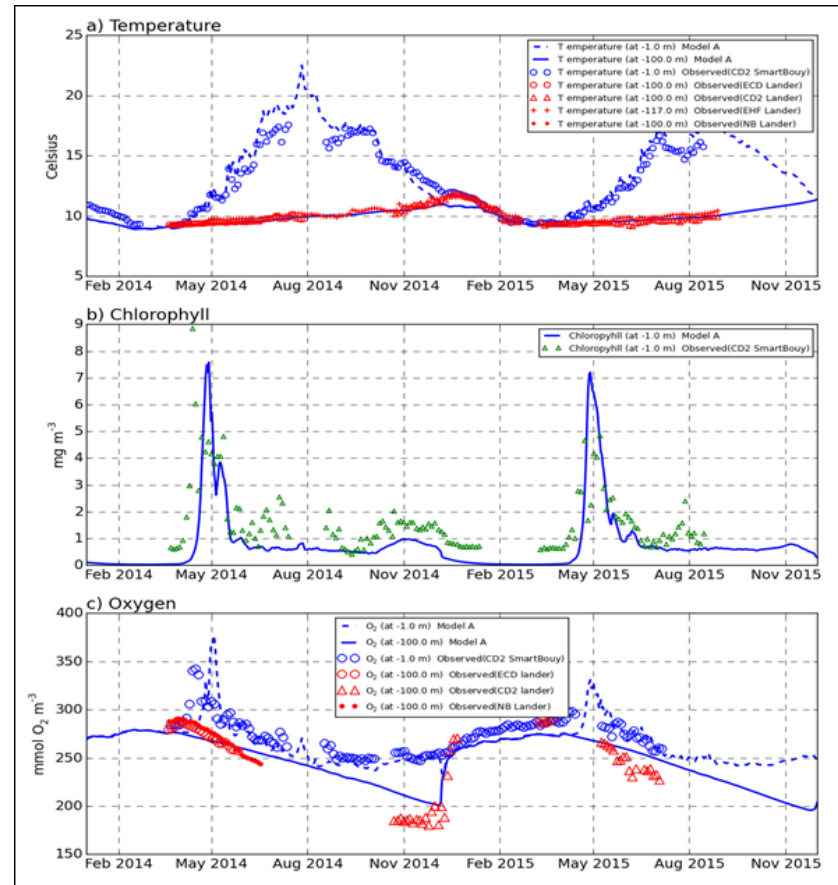 a) Temperature
25
20
15
10
5
Celsius
T emperature (at -1.0 m) Model A
T emperature (at -100.0 m) Model A
T emperature (at -1.0 m) Observed(CD2 SmartBouy)
T emperature (at -100.0 m) Observed(ECD Lander)
T emperature (at -100.0 m) Observed(CD2 Lander)
T emperature (at -117.0 m) Observed(EHF Lander)
T emperature (at -100.0 m) Observed(NB Lander)
Feb 2014 May 2014 Aug 2014 Nov 2014 Feb 2015 May 2015 Aug 2015 Nov 2015
b) Chlorophyll
9
8
7
6
5
4
3
2
1
0
mg m-3
Chloropyhll (at -1.0 m) Model A
Chloropyhll (at -1.0 m) Observed(CD2 SmartBouy)
Feb 2014 May 2014 Aug 2014 Nov 2014 Feb 2015 May 2015 Aug 2015 Nov 2015
c) Oxygen
400
350
300
250
200
150
mmol O2 m-3
O2 (at -1.0 m) Model A
O2 (at -100.0 m) Model A
O2 (at -1.0 m) Observed(CD2 SmartBouy)
O2 (at -100.0 m) Observed(ECD lander)
O2 (at -100.0 m) Observed(CD2 lander)
O2 (at -100.0 m) Observed(NB Lander)
Feb 2014 May 2014 Aug 2014 Nov 2014 Feb 2015 May 2015 Aug 2015 Nov 2015